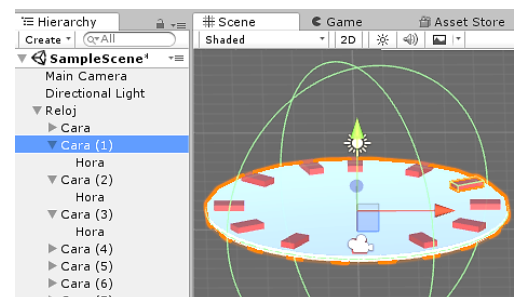 Hierarchy
Create All
SampleScene*
Main Camera
Directional Light
Reloj
Cara
Cara (1)
Hora
Cara (2)
Hora
Cara (3)
Hora
Cara (4)
Cara (5)
Cara (6)
Scene Game Asset Store
Shaded 2D